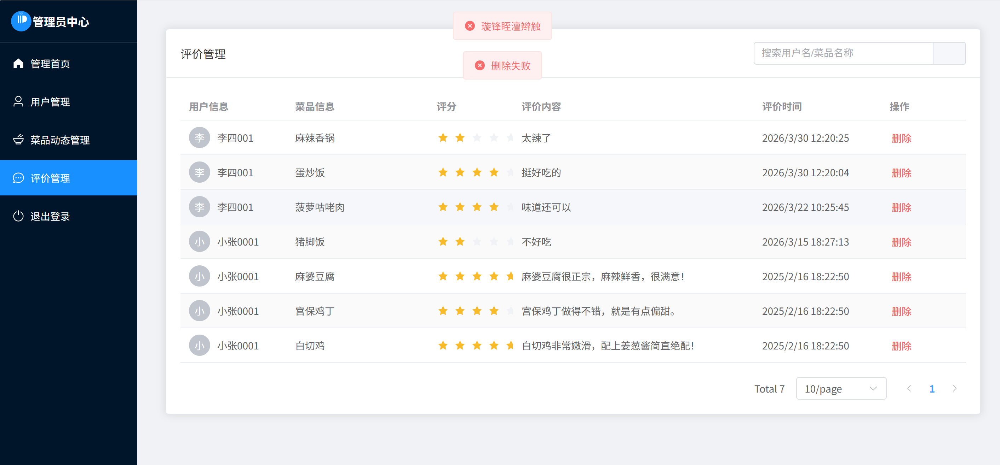 管理员中心
管理首页
用户管理
菜品动态管理
评价管理
退出登录
璇锋眰澶辫触
删除失败
评价管理
搜索用户名/菜品名称
用户信息 菜品信息 评分 评价内容 评价时间 操作
李 李四001 麻辣香锅 太辣了 2026/3/30 12:20:25 删除
李 李四001 蛋炒饭 挺好吃的 2026/3/30 12:20:04 删除
李 李四001 菠萝咕咾肉 味道还可以 2026/3/22 10:25:45 删除
小 小张0001 猪脚饭 不好吃 2026/3/15 18:27:13 删除
小 小张0001 麻婆豆腐 麻婆豆腐很正宗，麻辣鲜香，很满意！ 2025/2/16 18:22:50 删除
小 小张0001 宫保鸡丁 宫保鸡丁做得不错，就是有点偏甜。 2025/2/16 18:22:50 删除
小 小张0001 白切鸡 白切鸡非常嫩滑，配上姜葱酱简直绝配！ 2025/2/16 18:22:50 删除
Total 7 10/page 1